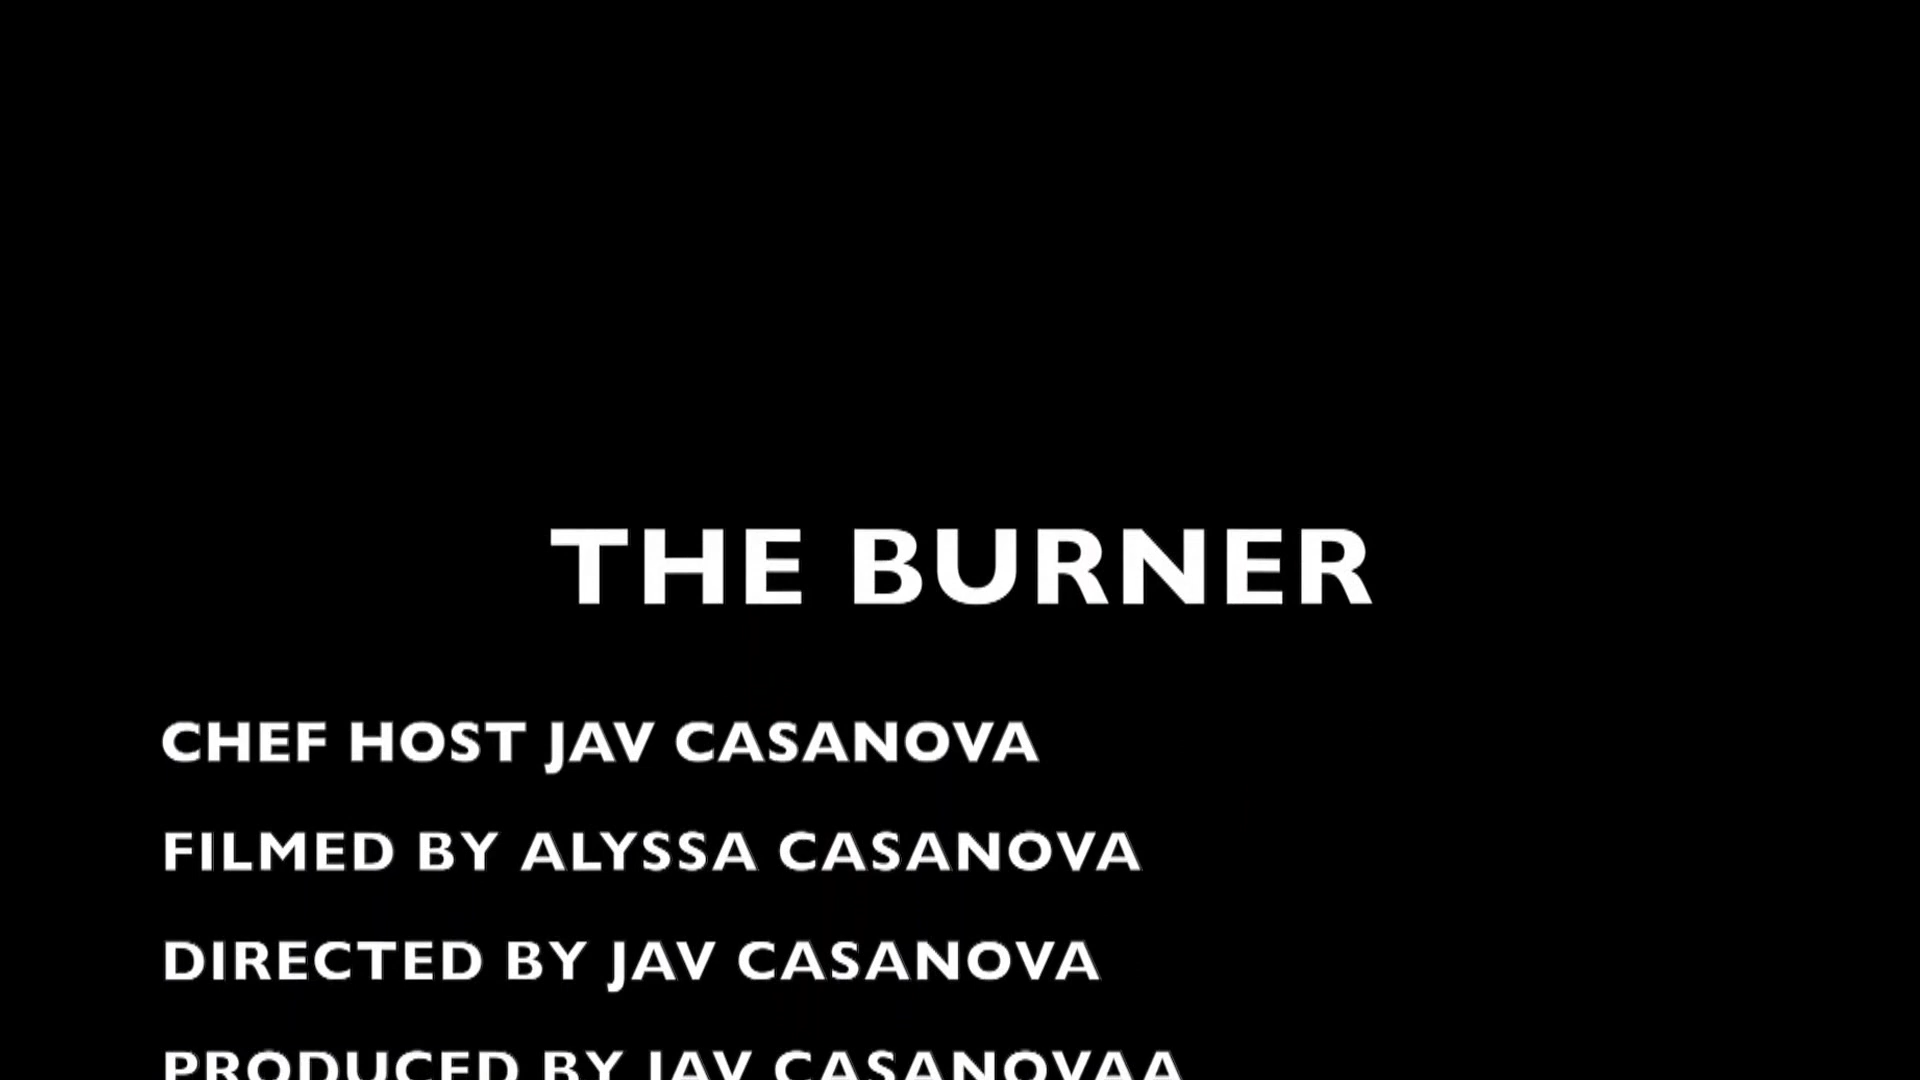 THE BURNER
CHEF HOST JAV CASANOVA
FILMED BY ALYSSA CASANOVA
DIRECTED BY JAV CASANOVA
PRODUCED BY JAV CASANOVAA